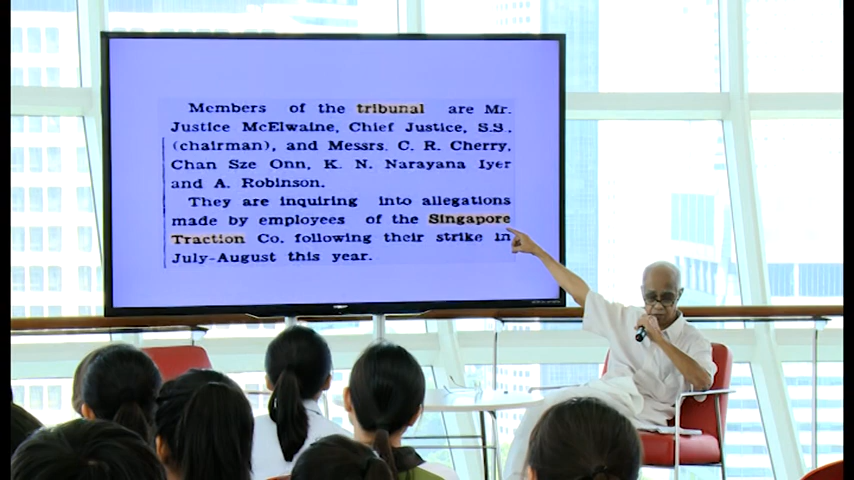 Members of the tribunal are Mr.
Justice McElwaine, Chief Justice, S.S.
(chairman), and Messrs. C. R. Cherry,
Chan Sze Onn, K. N. Narayana Iyer
and A. Robinson.
They are inquiring into allegations
made by employees of the Singapore
Traction Co. following their strike in
July-August this year.